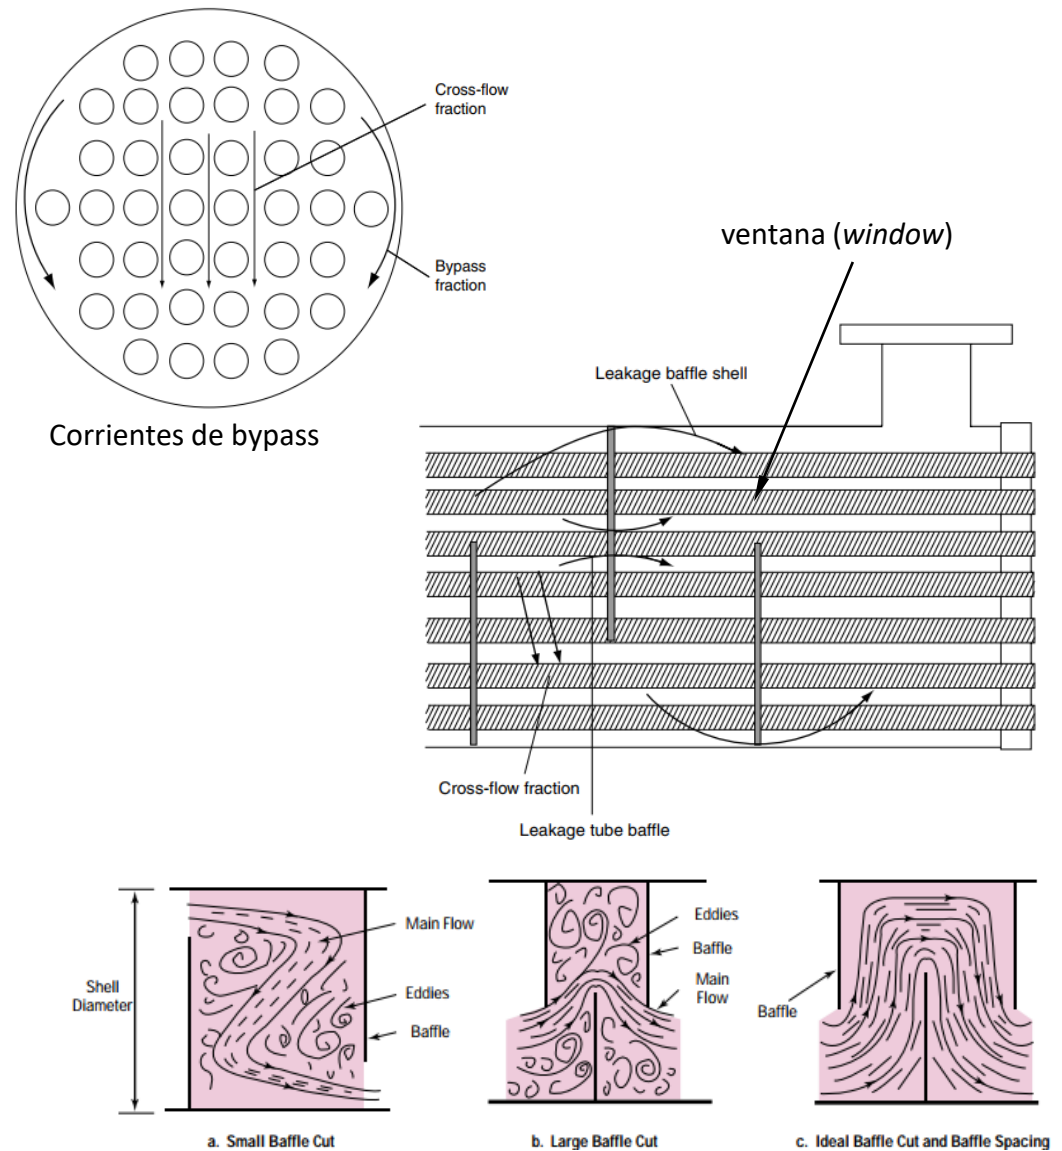 Cross-flow
fraction
Bypass
fraction
Corrientes de bypass
ventana (window)
Leakage baffle shell
Cross-flow fraction
Leakage tube baffle
Shell
Diameter
Main Flow
Eddies
Baffle
a. Small Baffle Cut
Eddies
Baffle
Main
Flow
b. Large Baffle Cut
Baffle
c. Ideal Baffle Cut and Baffle Spacing